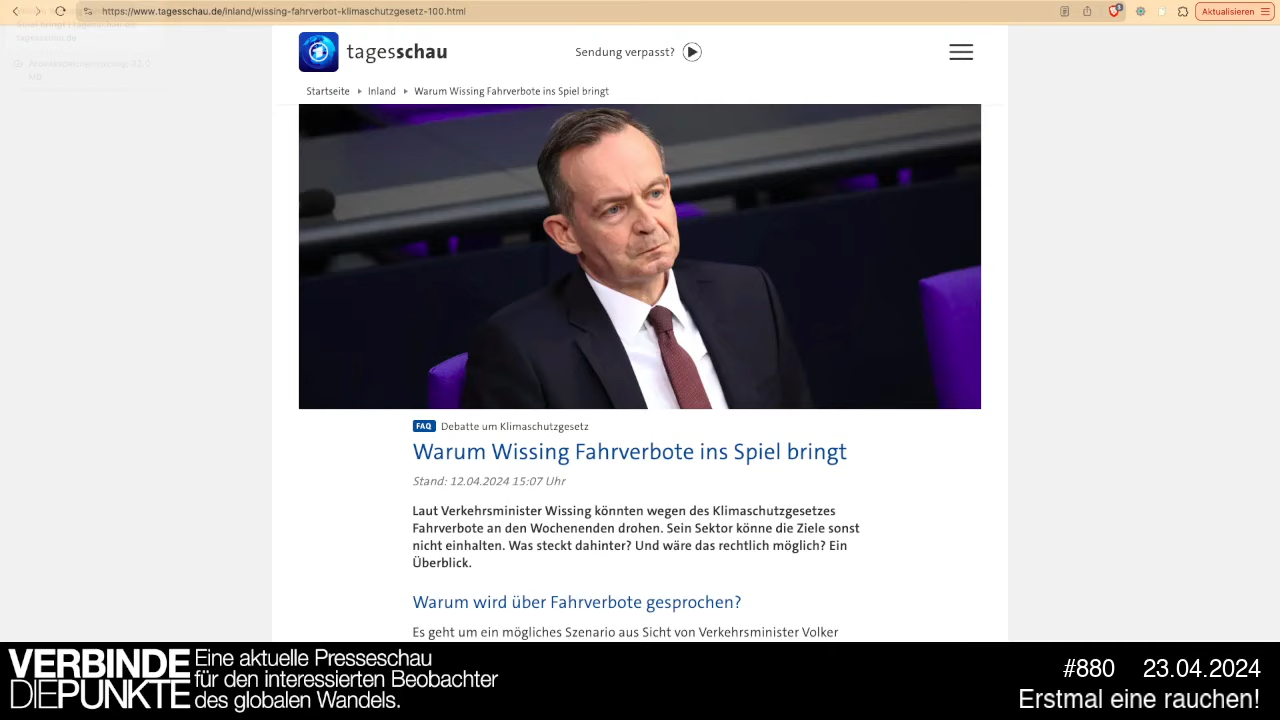 tagesschau.de/inland/wissing-fahrverbot-klimaschutzgesetz-100.html
Aktualisieren
tagesschau
Sendung verpasst?
Startseite Inland Warum Wissing Fahrverbote ins Spiel bringt
FAQ Debatte um Klimaschutzgesetz
Warum Wissing Fahrverbote ins Spiel bringt
Stand: 12.04.2024 15:07 Uhr
Laut Verkehrsminister Wissing könnten wegen des Klimaschutzgesetzes
Fahrverbote an den Wochenenden drohen. Sein Sektor könne die Ziele sonst
nicht einhalten. Was steckt dahinter? Und wäre das rechtlich möglich? Ein
Überblick.
Warum wird über Fahrverbote gesprochen?
Es geht um ein mögliches Szenario aus Sicht von Verkehrsminister Volker
VERBINDE
DIEPUNKTE
Eine aktuelle Presseschau
für den interessierten Beobachter
des globalen Wandels.
#880 23.04.2024
Erstmal eine rauchen!